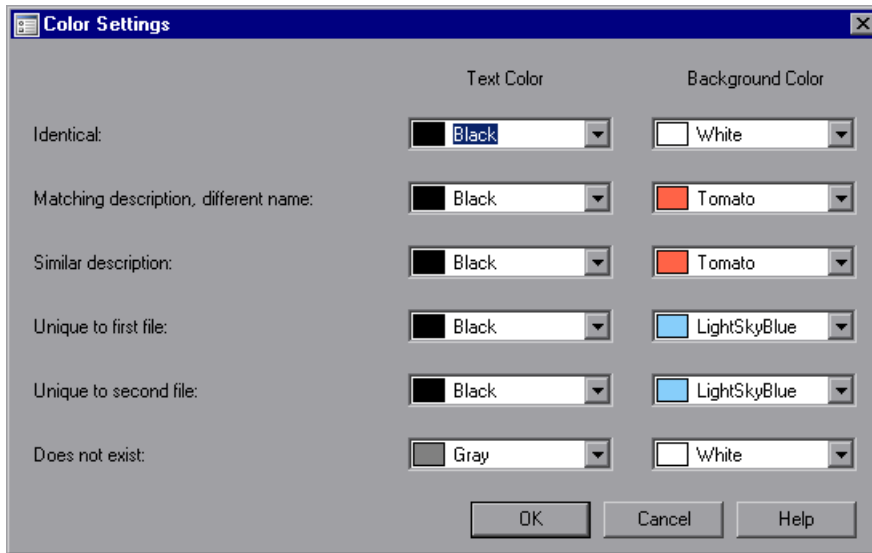 Color Settings
Text Color Background Color
Identical: Black White
Matching description, different name: Black Tomato
Similar description: Black Tomato
Unique to first file: Black LightSkyBlue
Unique to second file: Black LightSkyBlue
Does not exist: Gray White
OK Cancel Help